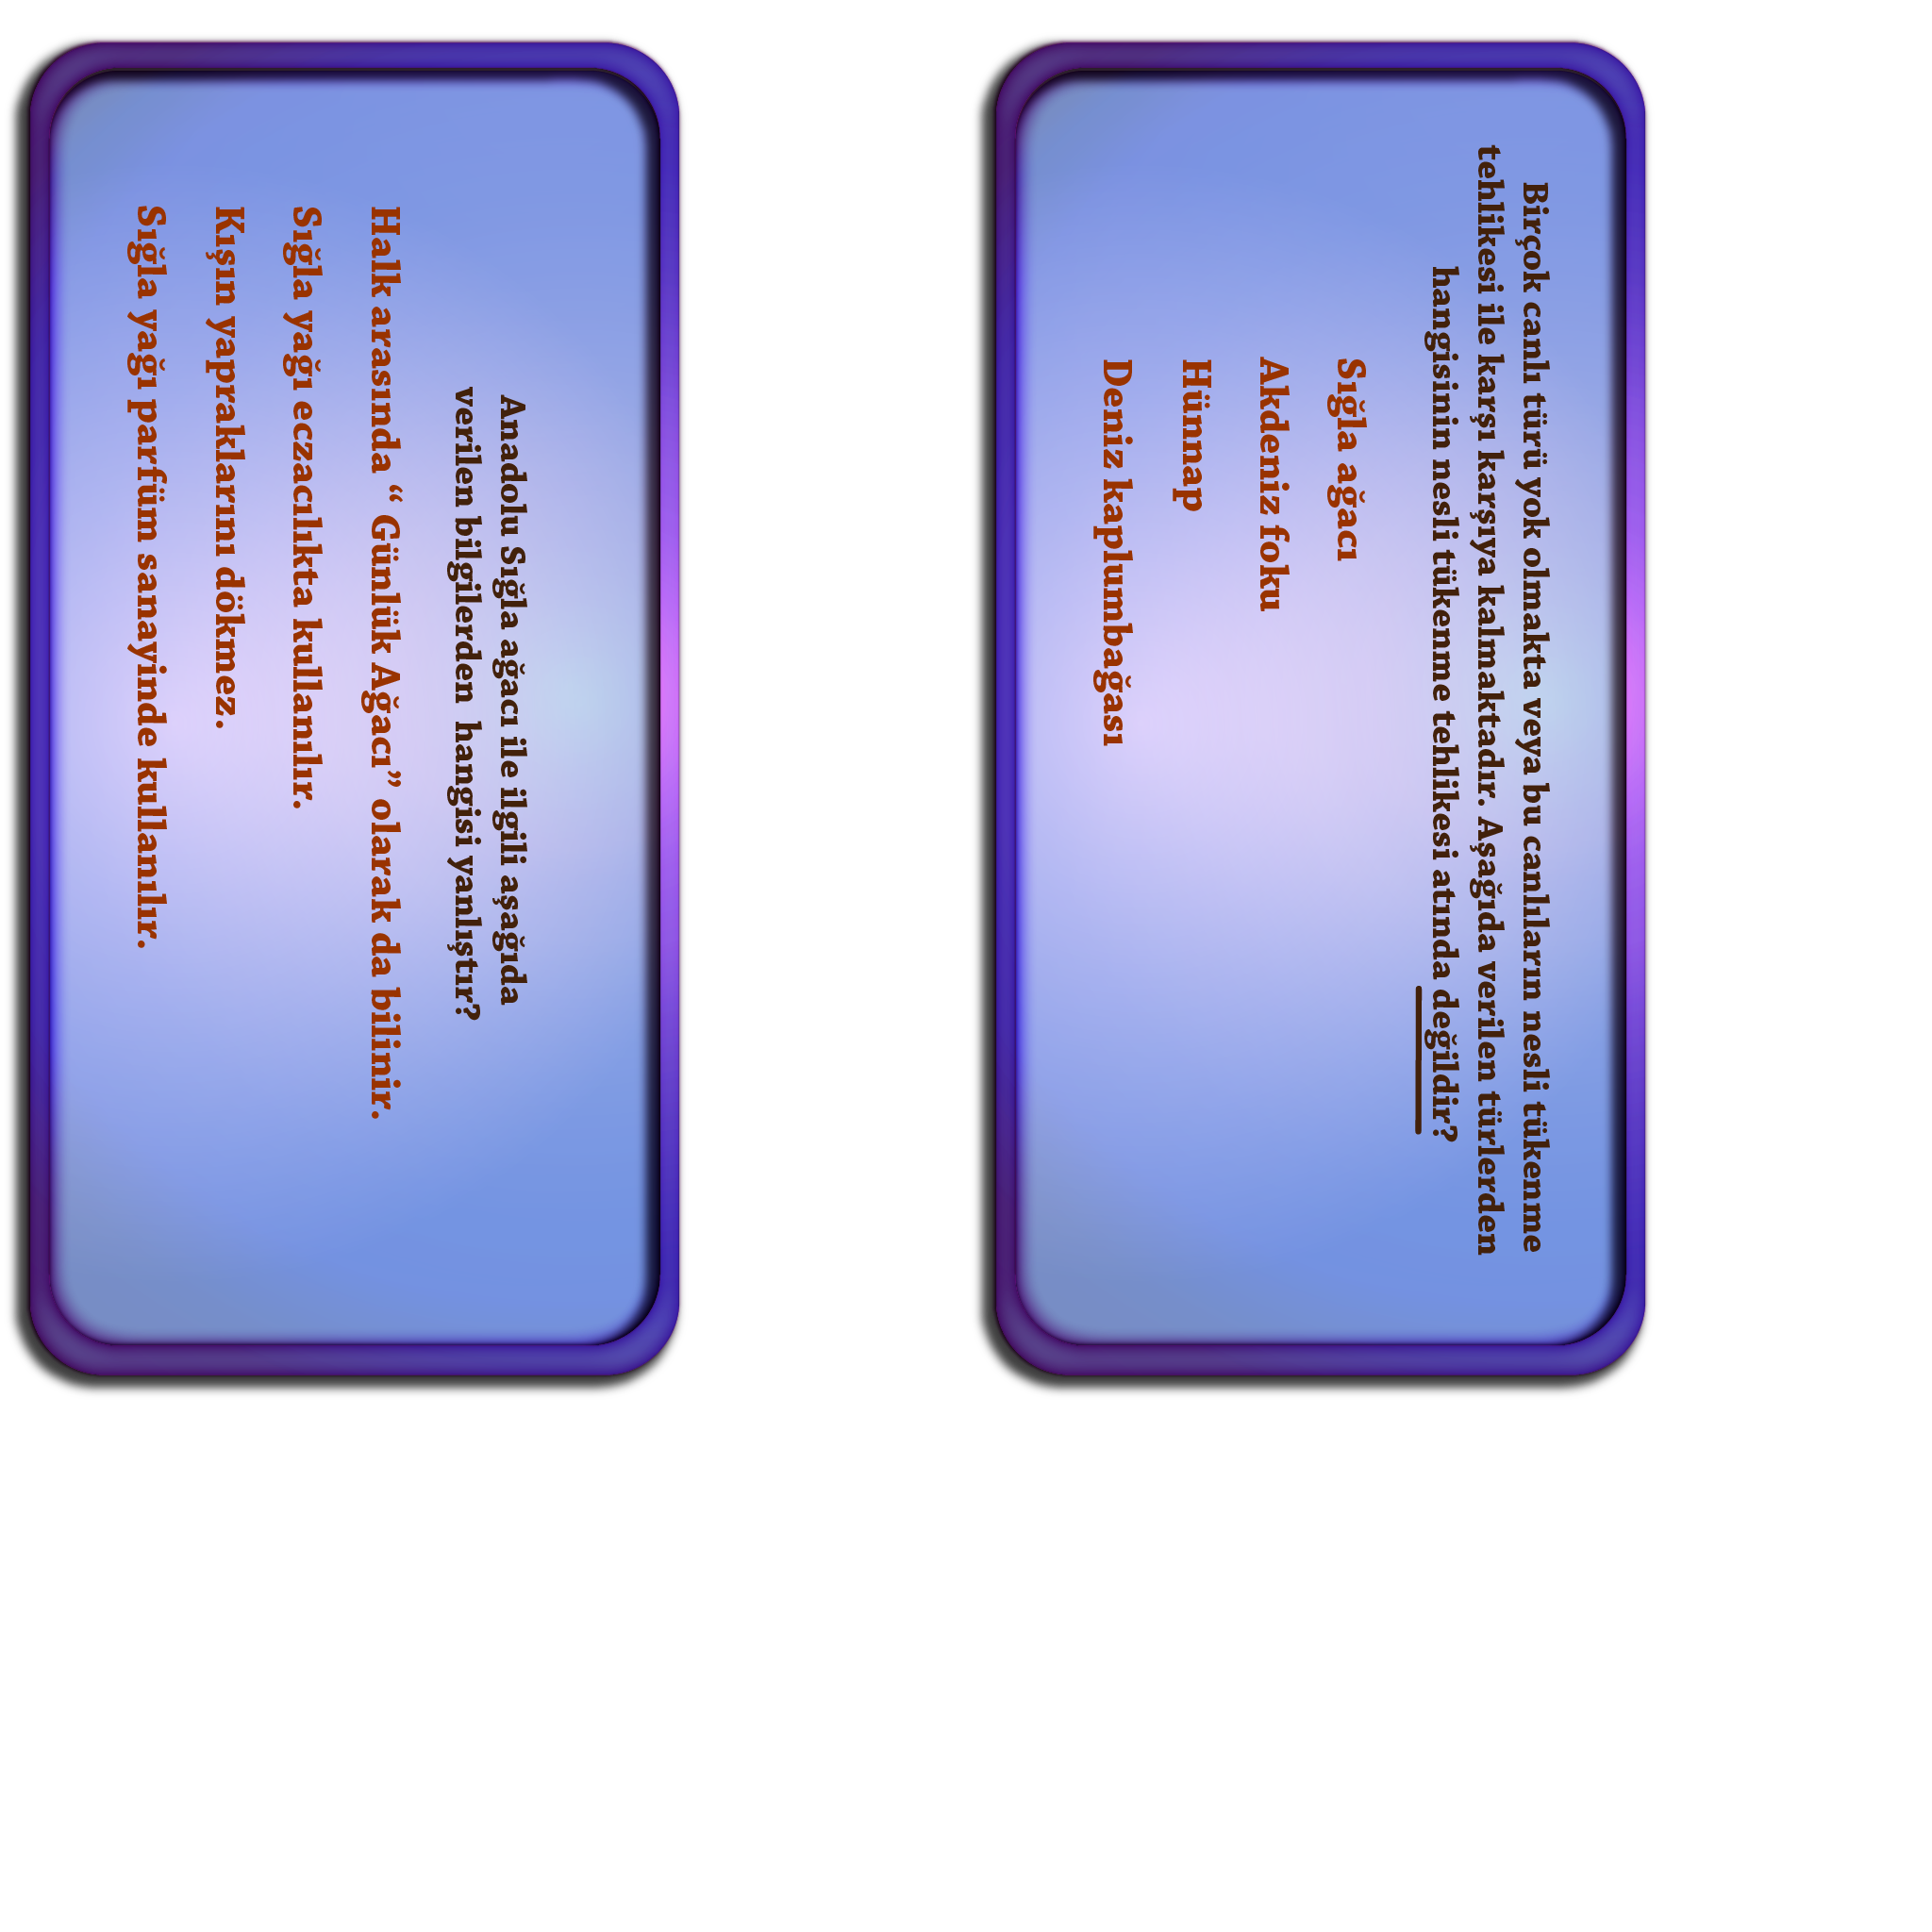 Birçok canlı türü yok olmakta veya bu canlıların nesli tükenme
tehlikesi ile karşı karşıya kalmaktadır. Aşağıda verilen türlerden
hangisinin nesli tükenme tehlikesi atında değildir?
Sığla ağacı
Akdeniz foku
Hünnap
Deniz kaplumbağası
Anadolu Sığla ağacı ile ilgili aşağıda
verilen bilgilerden hangisi yanlıştır?
Halk arasında “ Günlük Ağacı” olarak da bilinir.
Sığla yağı eczacılıkta kullanılır.
Kışın yapraklarını dökmez.
Sığla yağı parfüm sanayinde kullanılır.